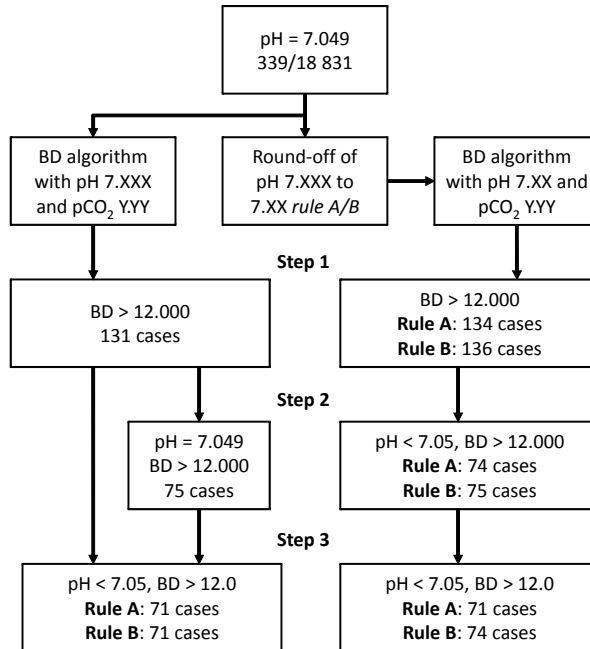 pH = 7.049
339/18 831
BD algorithm
with pH 7.XXX
and pCO₂ Y.YY
Round-off of
pH 7.XXX to
7.XX rule A/B
BD algorithm
with pH 7.XX and
pCO₂ Y.YY
Step 1
BD > 12.000
131 cases
BD > 12.000
Rule A: 134 cases
Rule B: 136 cases
Step 2
pH = 7.049
BD > 12.000
75 cases
pH < 7.05, BD > 12.000
Rule A: 74 cases
Rule B: 75 cases
Step 3
pH < 7.05, BD > 12.0
Rule A: 71 cases
Rule B: 71 cases
pH < 7.05, BD > 12.0
Rule A: 71 cases
Rule B: 74 cases